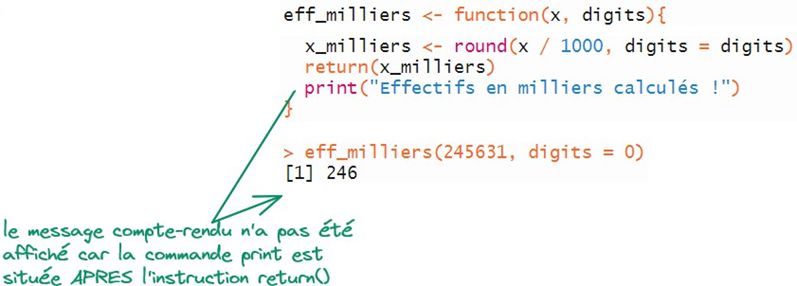 eff_milliers <- function(x, digits){
x_milliers <- round(x / 1000, digits = digits)
return(x_milliers)
print("Effectifs en milliers calculés !")
}
> eff_milliers(245631, digits = 0)
[1] 246
le message compte-rendu n'a pas été
affiché car la commande print est
située APRES l'instruction return()